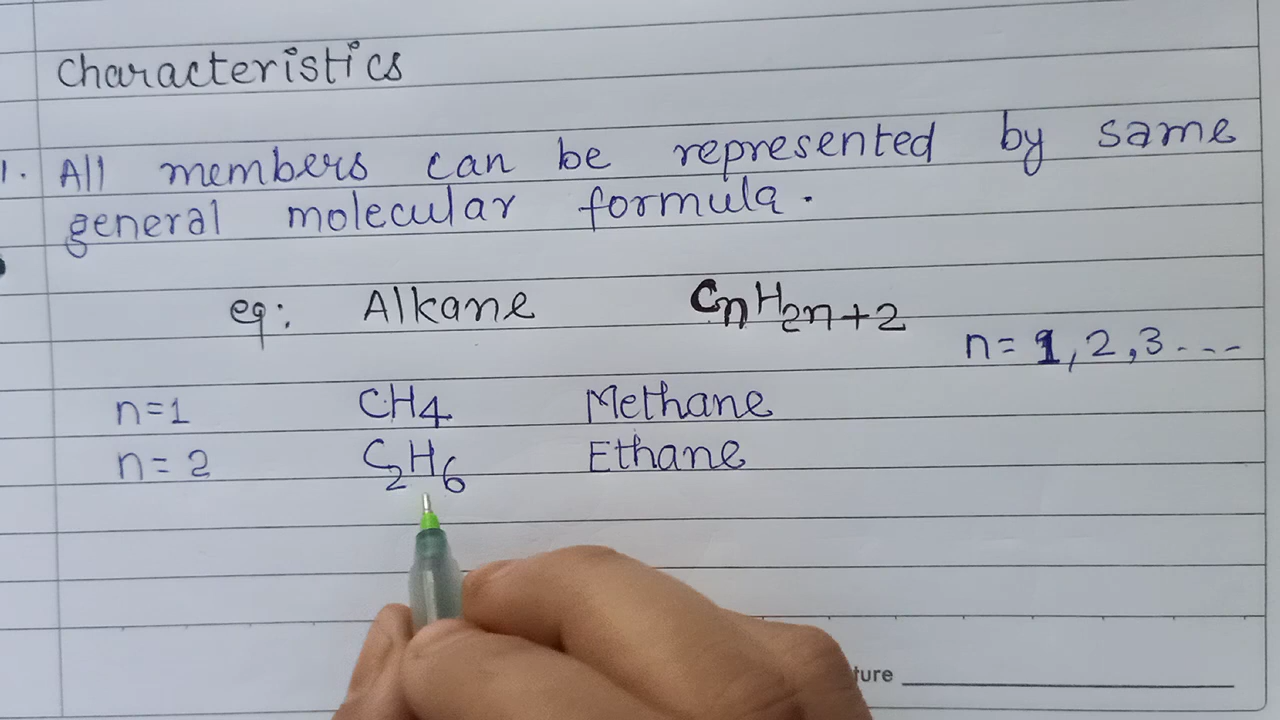 Characteristics
1. All members can be represented by same
general molecular formula.
eg: Alkane CnH2n+2
n= 1, 2, 3 ---
n=1 CH4 Methane
n= 2 C2H6 Ethane
ture